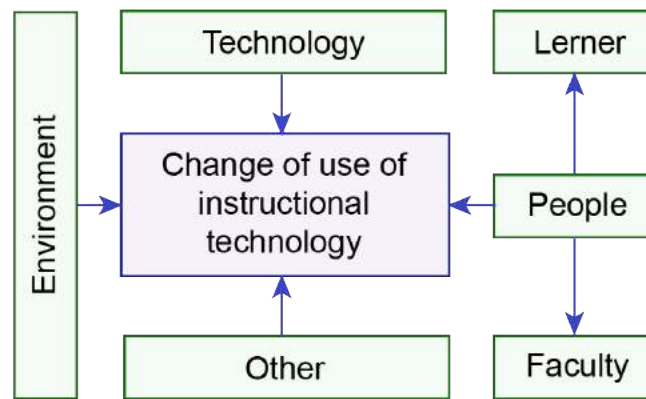 Technology
Lerner
Environment
Change of use of
instructional
technology
People
Other
Faculty